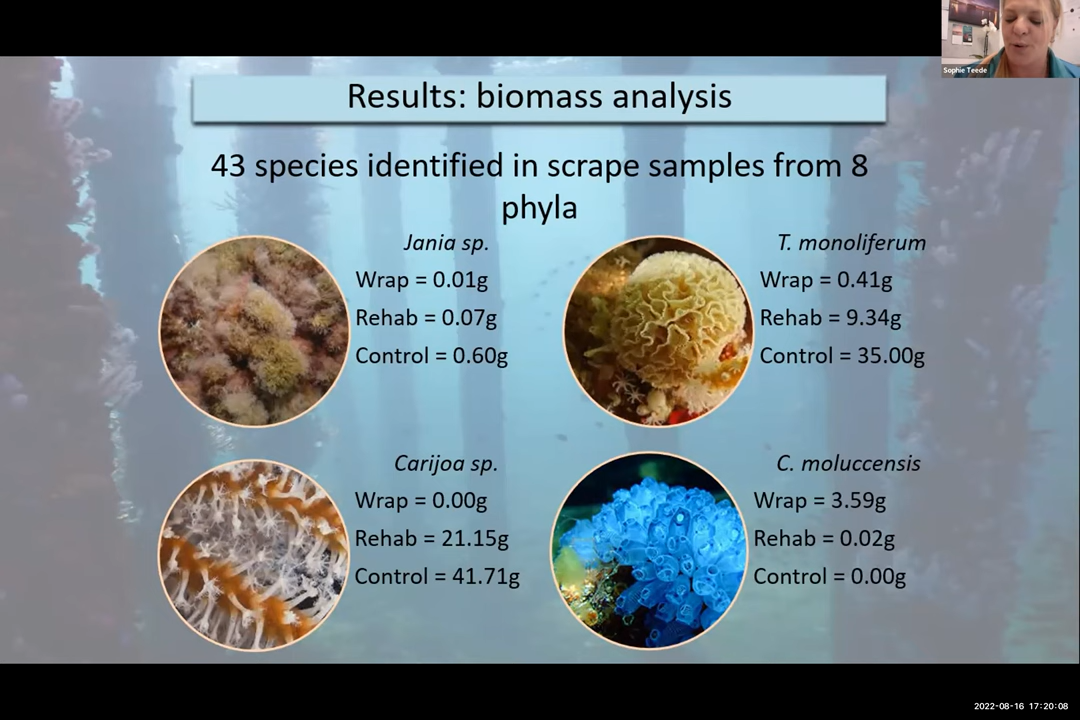 Sophie Teede
Results: biomass analysis
43 species identified in scrape samples from 8
phyla
Jania sp.
Wrap = 0.01g
Rehab = 0.07g
Control = 0.60g
T. monoliferum
Wrap = 0.41g
Rehab = 9.34g
Control = 35.00g
Carijoa sp.
Wrap = 0.00g
Rehab = 21.15g
Control = 41.71g
C. moluccensis
Wrap = 3.59g
Rehab = 0.02g
Control = 0.00g
2022-08-16 17:20:08